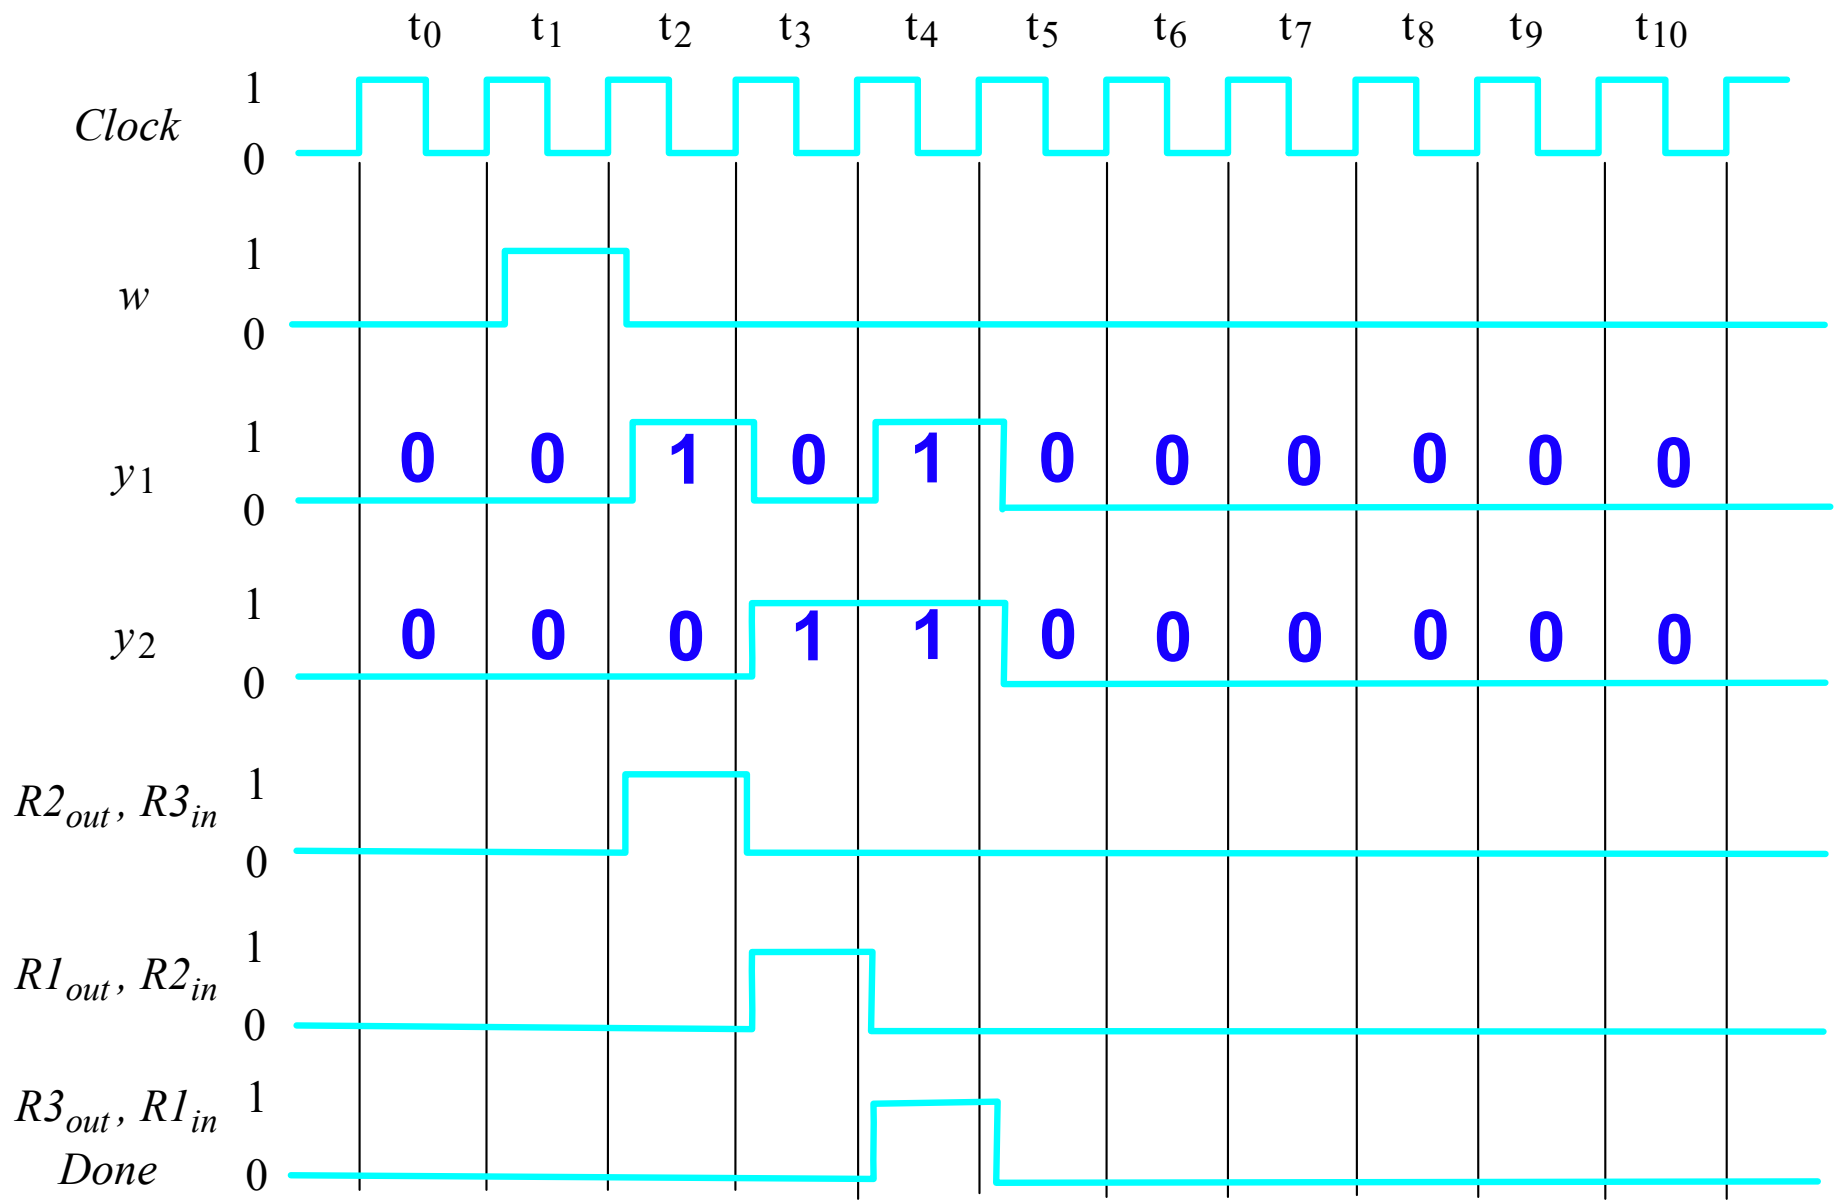 t0 t1 t2 t3 t4 t5 t6 t7 t8 t9 t10
1
Clock
0
1
w
0
1
y1 0 0 1 0 1 0 0 0 0 0 0
0
1
y2 0 0 0 1 1 0 0 0 0 0 0
0
1
R2out, R3in
0
1
R1out, R2in
0
1
R3out, R1in
Done 0